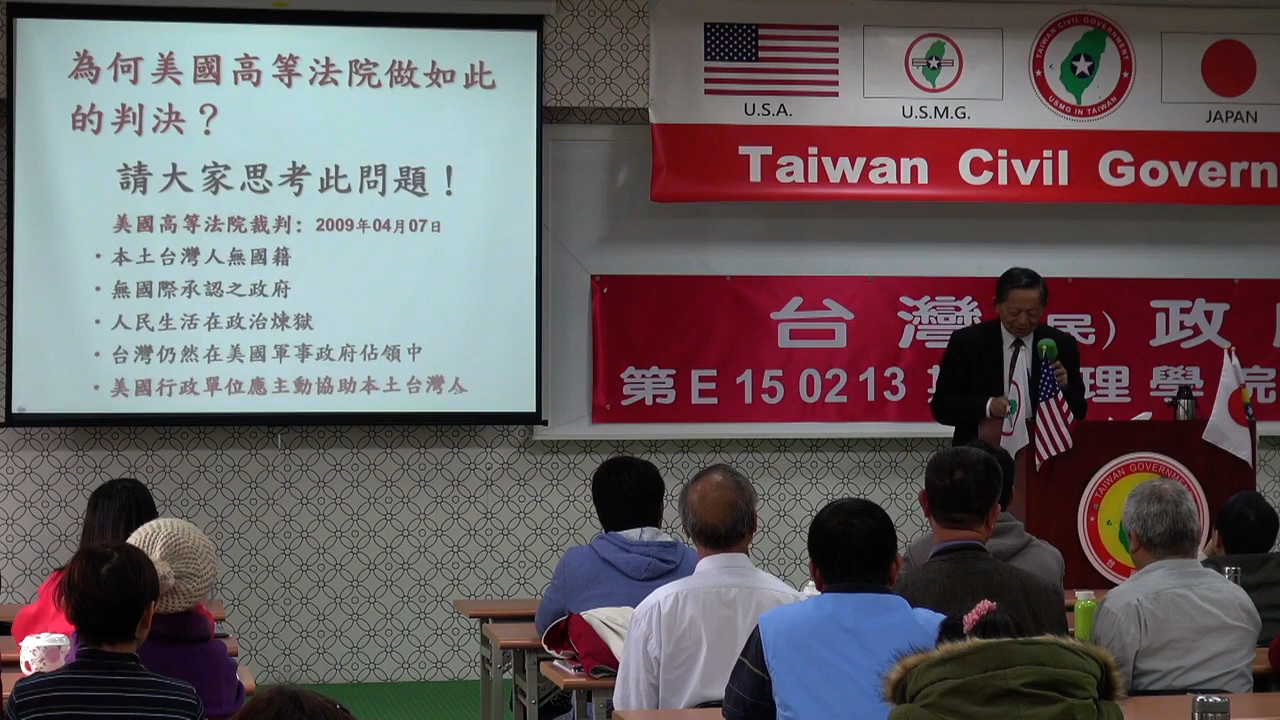 為何美國高等法院做如此
的判決？
請大家思考此問題！
美國高等法院裁判：2009年04月07日
• 本土台灣人無國籍
• 無國際承認之政府
• 人民生活在政治煉獄
• 台灣仍然在美國軍事政府佔領中
• 美國行政單位應主動協助本土台灣人
U.S.A.
U.S.M.G.
TAIWAN CIVIL GOVERNMENT
USMG IN TAIWAN
JAPAN
Taiwan Civil Govern
台灣 民）政
第E 15 02 13 理學院
TAIWAN GOVERNMENT
台